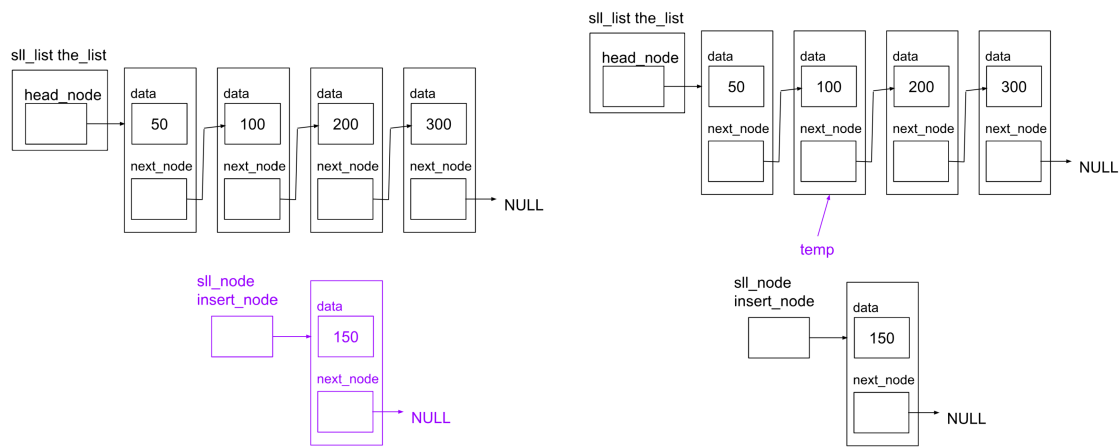 sll_list the_list
head_node
data
data
data
data
50
100
200
300
next_node
next_node
next_node
next_node
NULL
sll_node
insert_node
data
150
next_node
NULL
sll_list the_list
head_node
data
data
data
data
50
100
200
300
next_node
next_node
next_node
next_node
NULL
temp
sll_node
insert_node
data
150
next_node
NULL